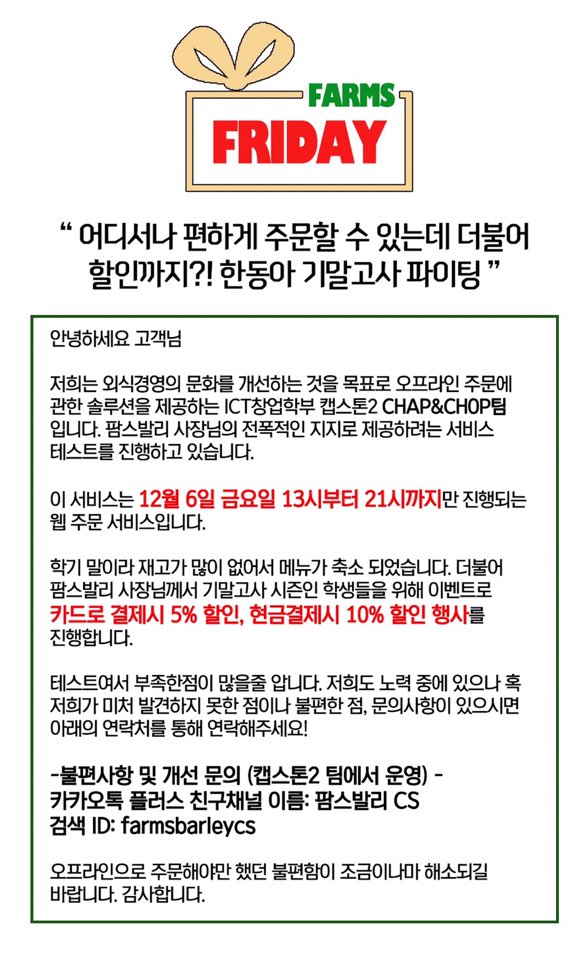 FARMS
FRIDAY
“ 어디서나 편하게 주문할 수 있는데 더불어
할인까지?! 한동아 기말고사 파이팅 ”
안녕하세요 고객님
저희는 외식경영의 문화를 개선하는 것을 목표로 오프라인 주문에
관한 솔루션을 제공하는 ICT창업학부 캡스톤2 CHAP&CHOP팀
입니다. 팜스발리 사장님의 전폭적인 지지로 제공하려는 서비스
테스트를 진행하고 있습니다.
이 서비스는 12월 6일 금요일 13시부터 21시까지만 진행되는
웹 주문 서비스입니다.
학기 말이라 재고가 많이 없어서 메뉴가 축소 되었습니다. 더불어
팜스발리 사장님께서 기말고사 시즌인 학생들을 위해 이벤트로
카드로 결제시 5% 할인, 현금결제시 10% 할인 행사를
진행합니다.
테스트여서 부족한점이 많을줄 압니다. 저희도 노력 중에 있으나 혹
저희가 미처 발견하지 못한 점이나 불편한 점, 문의사항이 있으시면
아래의 연락처를 통해 연락해주세요!
-불편사항 및 개선 문의 (캡스톤2 팀에서 운영) -
카카오톡 플러스 친구채널 이름: 팜스발리 CS
검색 ID: farmsbarleycs
오프라인으로 주문해야만 했던 불편함이 조금이나마 해소되길
바랍니다. 감사합니다.